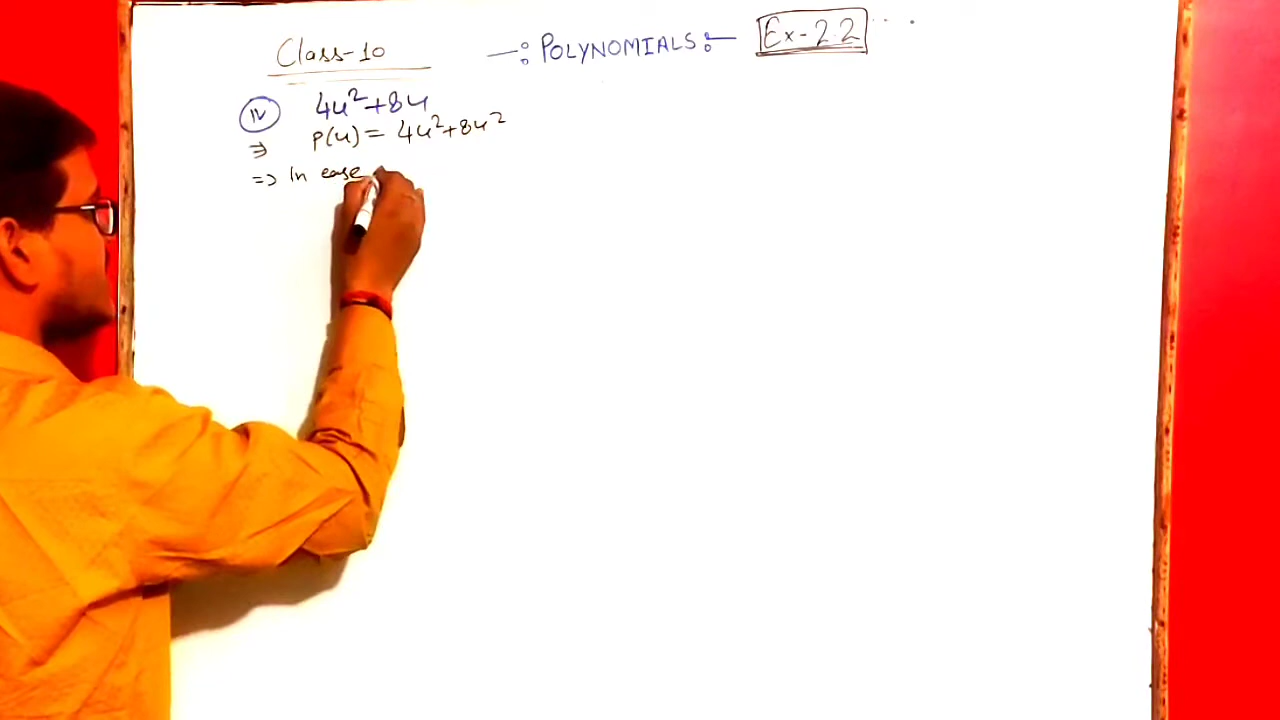 Class-10
—: POLYNOMIALS :—
Ex-2.2
IV 4u²+8u
⇒ P(u) = 4u²+8u²
=> In case